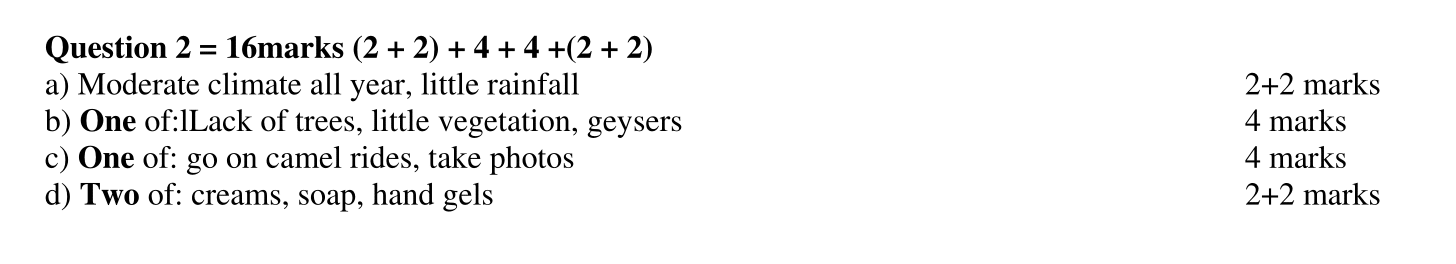 Question 2 = 16marks (2 + 2) + 4 + 4 +(2 + 2)
a) Moderate climate all year, little rainfall 2+2 marks
b) One of:lLack of trees, little vegetation, geysers 4 marks
c) One of: go on camel rides, take photos 4 marks
d) Two of: creams, soap, hand gels 2+2 marks